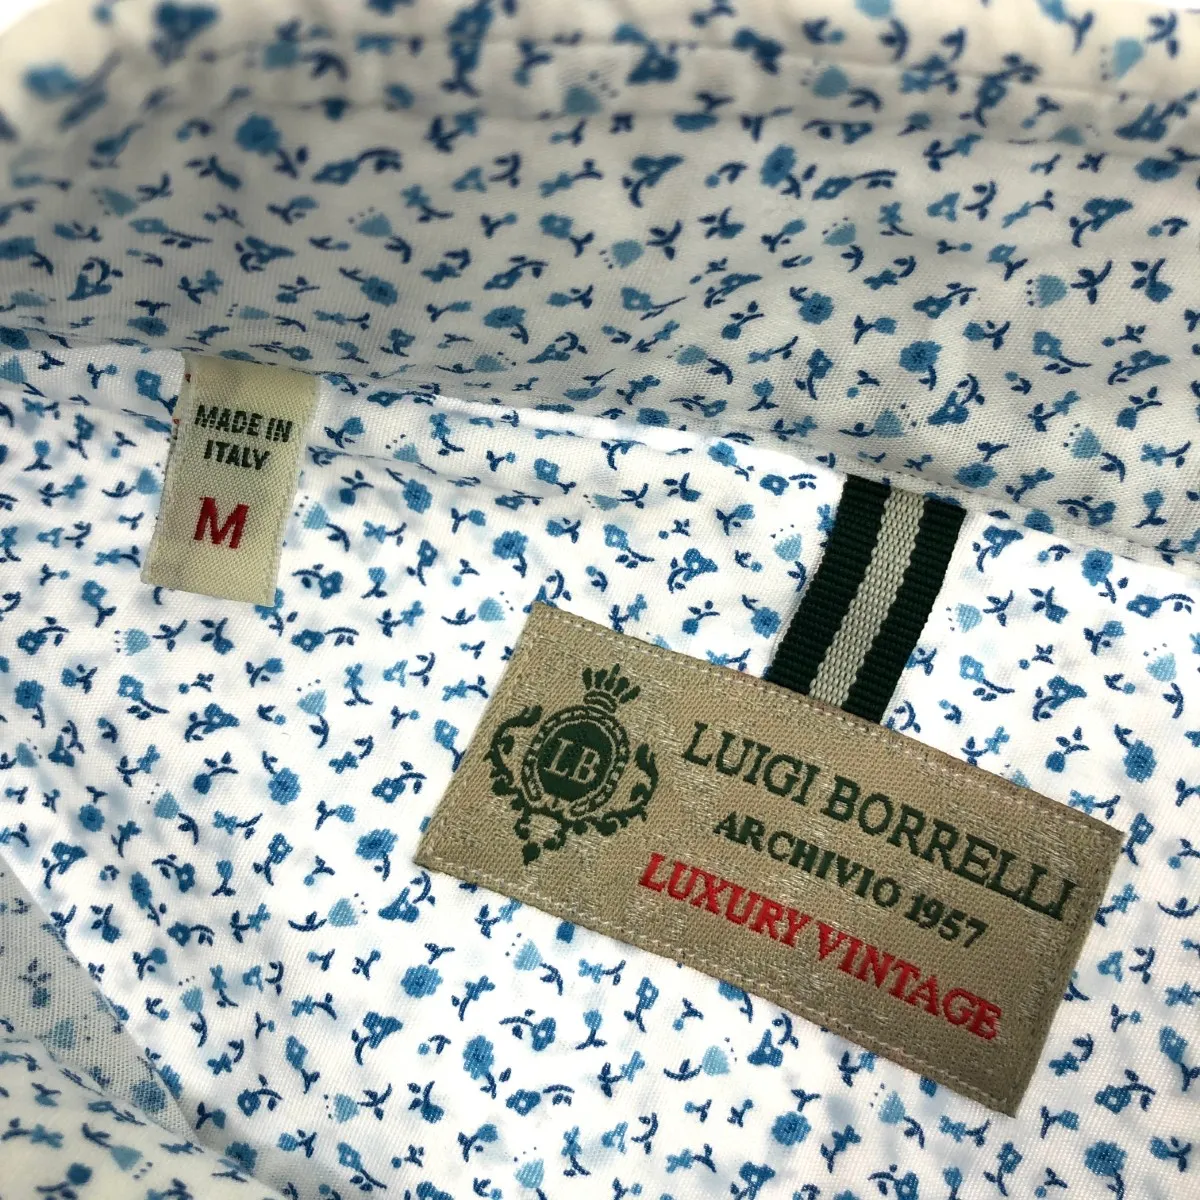 MADE IN
ITALY
M
LB
LUIGI BORRELLI
ARCHIVIO 1957
LUXURY VINTAGE